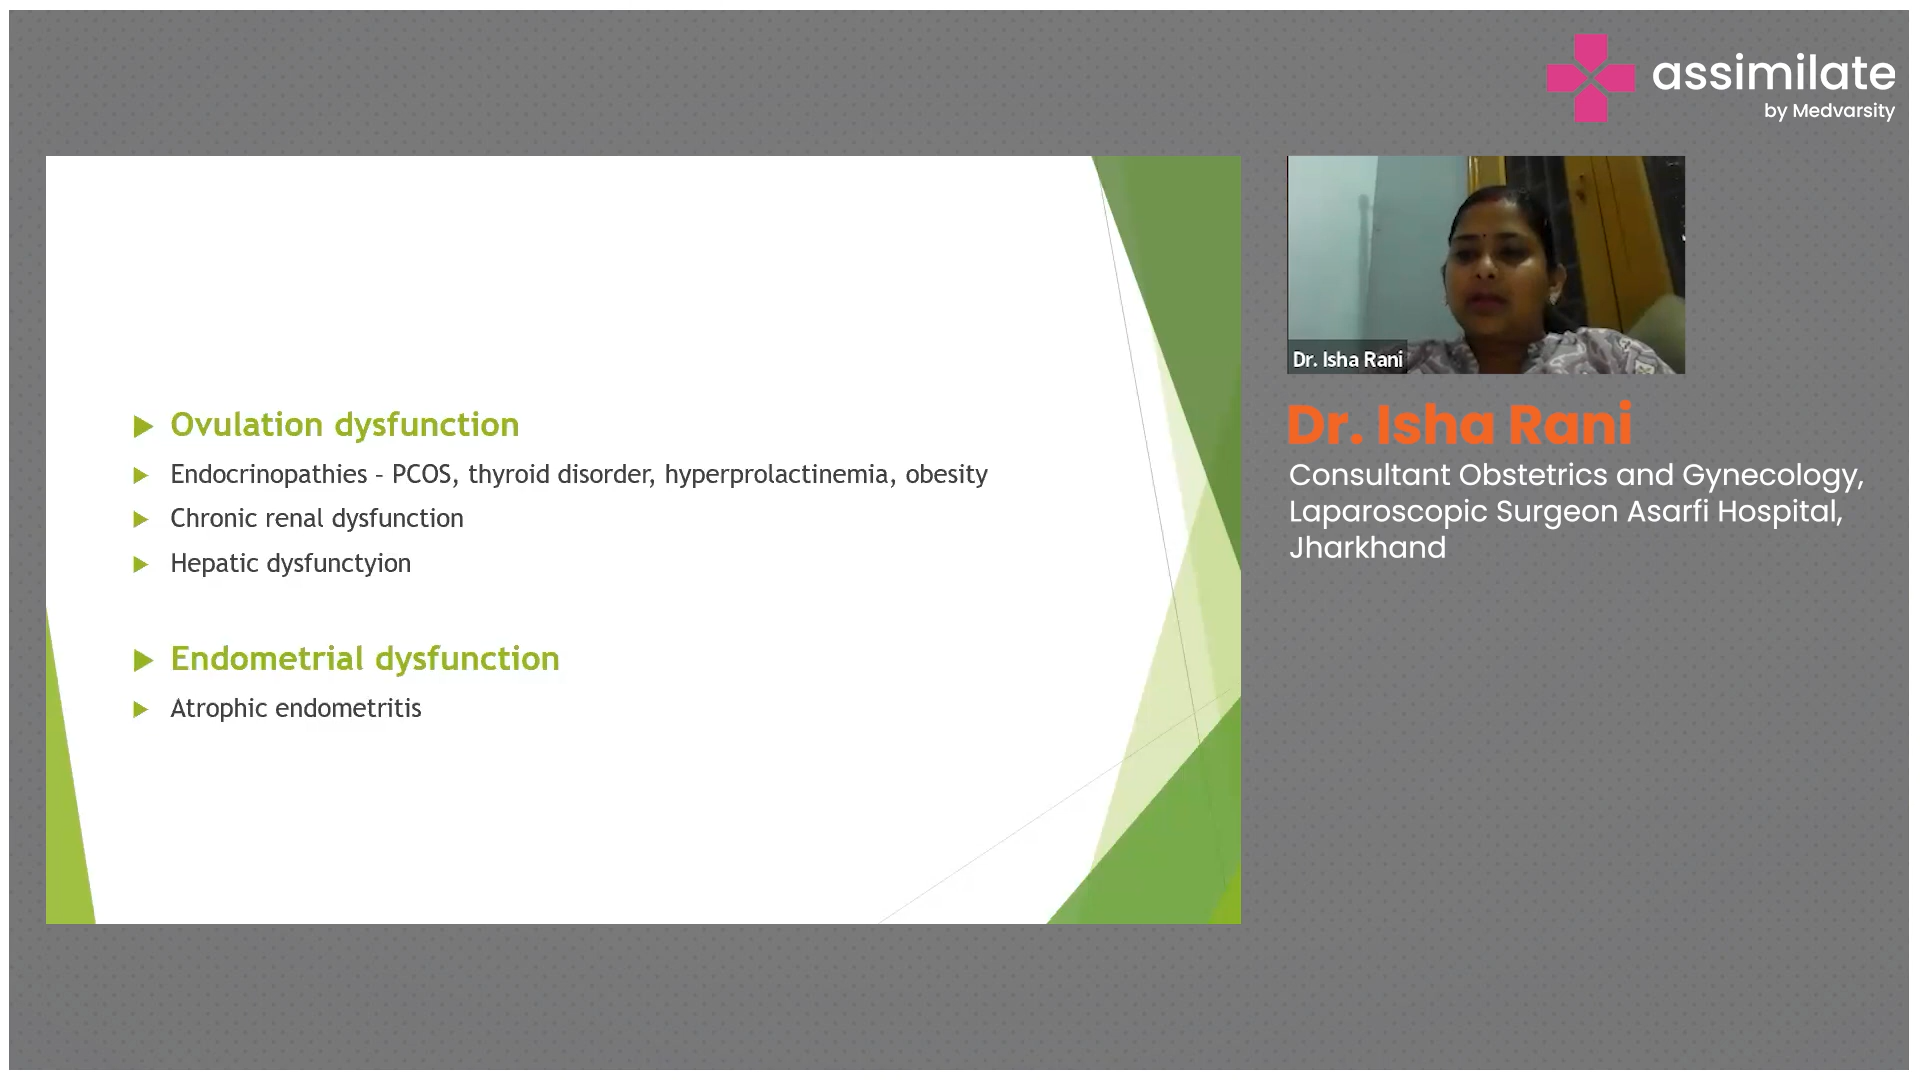 assimilate
by Medvarsity
Ovulation dysfunction
Endocrinopathies – PCOS, thyroid disorder, hyperprolactinemia, obesity
Chronic renal dysfunction
Hepatic dysfunctyion
Endometrial dysfunction
Atrophic endometritis
Dr. Isha Rani
Dr. Isha Rani
Consultant Obstetrics and Gynecology,
Laparoscopic Surgeon Asarfi Hospital,
Jharkhand